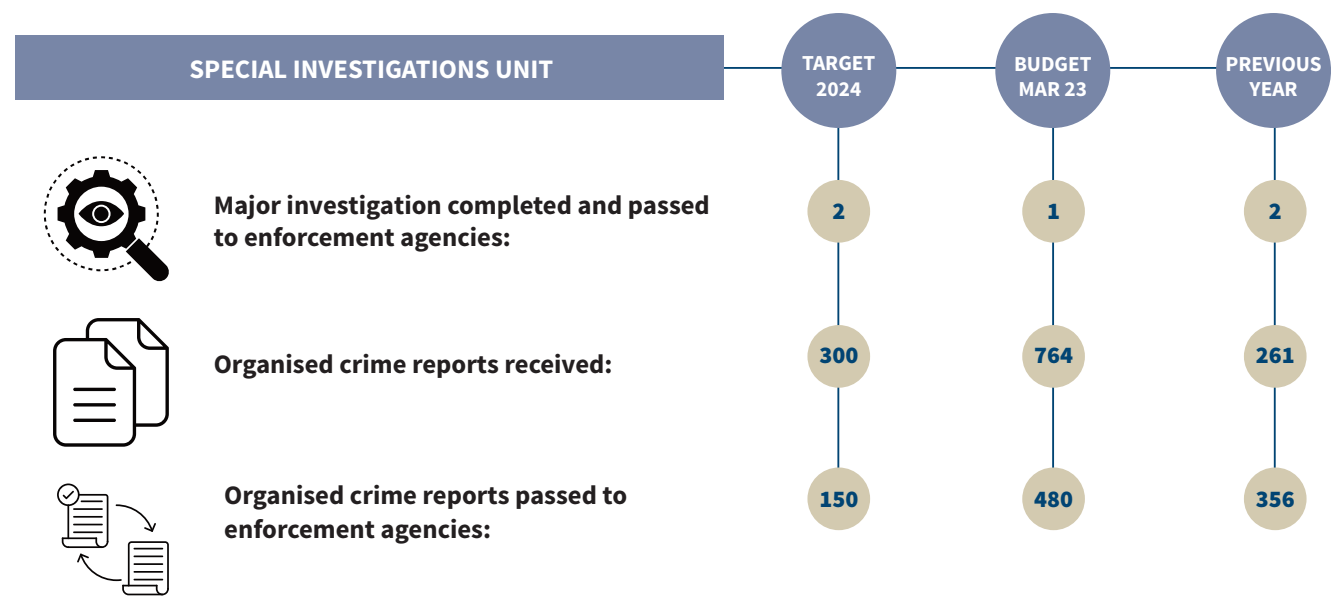 SPECIAL INVESTIGATIONS UNIT
TARGET
2024
BUDGET
MAR 23
PREVIOUS
YEAR
Major investigation completed and passed
to enforcement agencies:
2
1
2
Organised crime reports received:
300
764
261
Organised crime reports passed to
enforcement agencies:
150
480
356